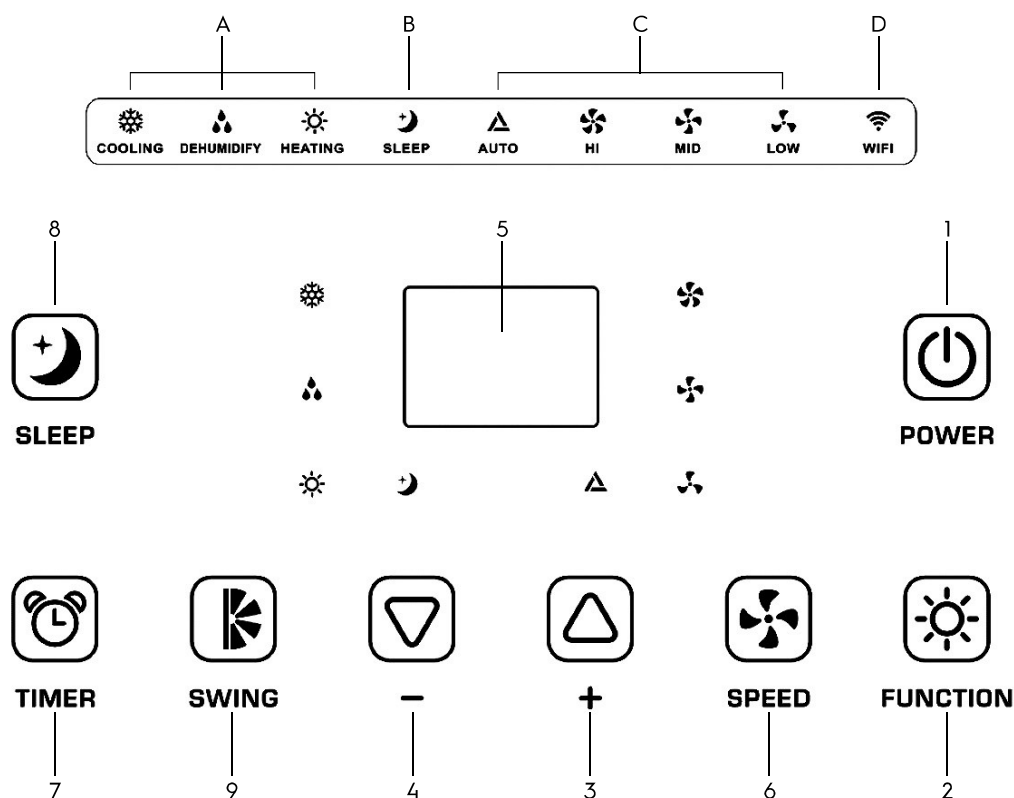 A B C D
COOLING DEHUMIDIFY HEATING SLEEP AUTO HI MID LOW WIFI
8 5 1
SLEEP POWER
TIMER SWING − + SPEED FUNCTION
7 9 4 3 6 2